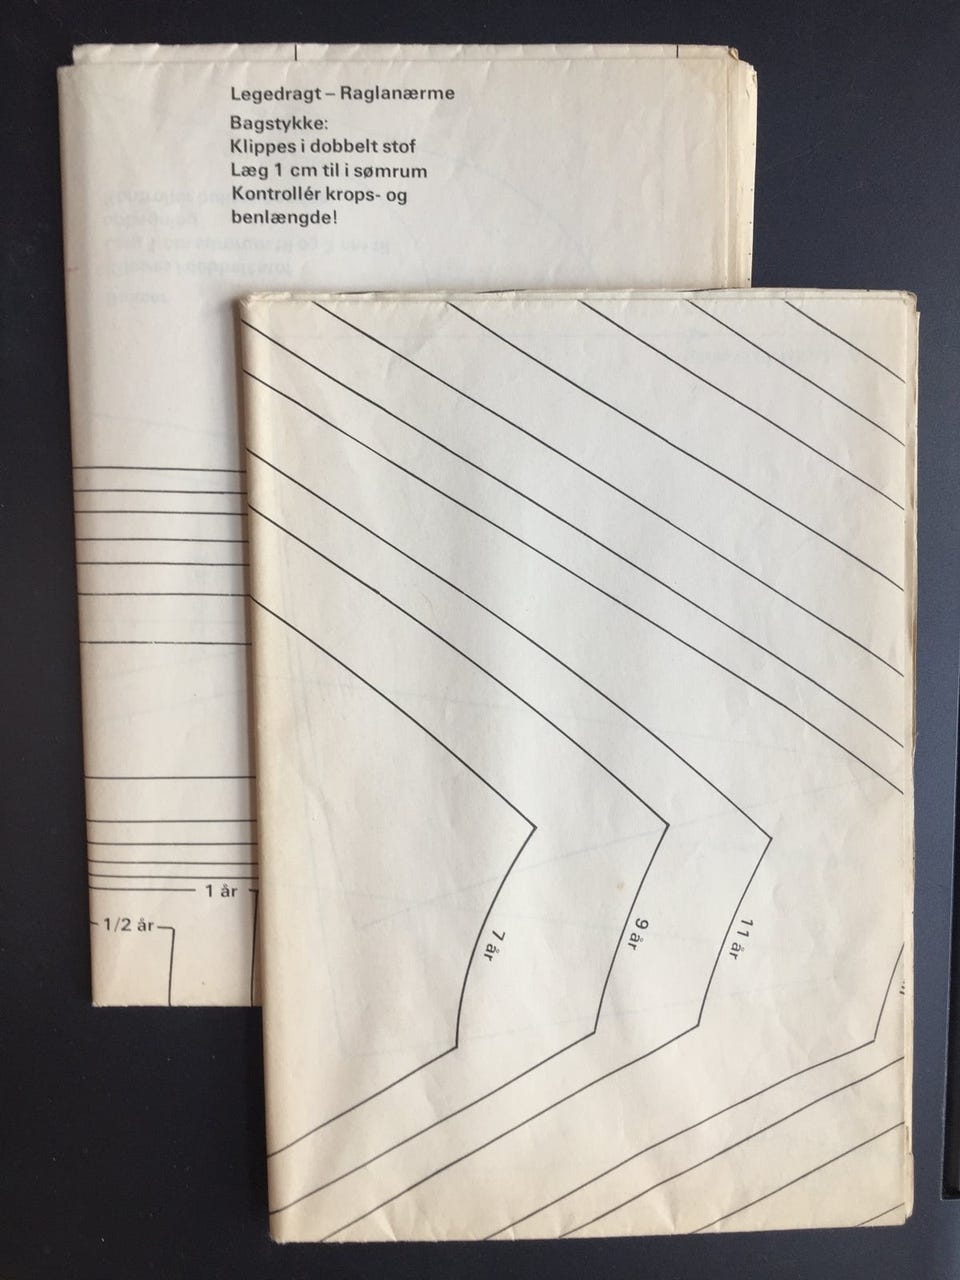 Legedragt – Raglanærme
Bagstykke:
Klippes i dobbelt stof
Læg 1 cm til i sømrum
Kontrollér krops- og
benlængde!
1 år
1/2 år
7 år
9 år
11 år